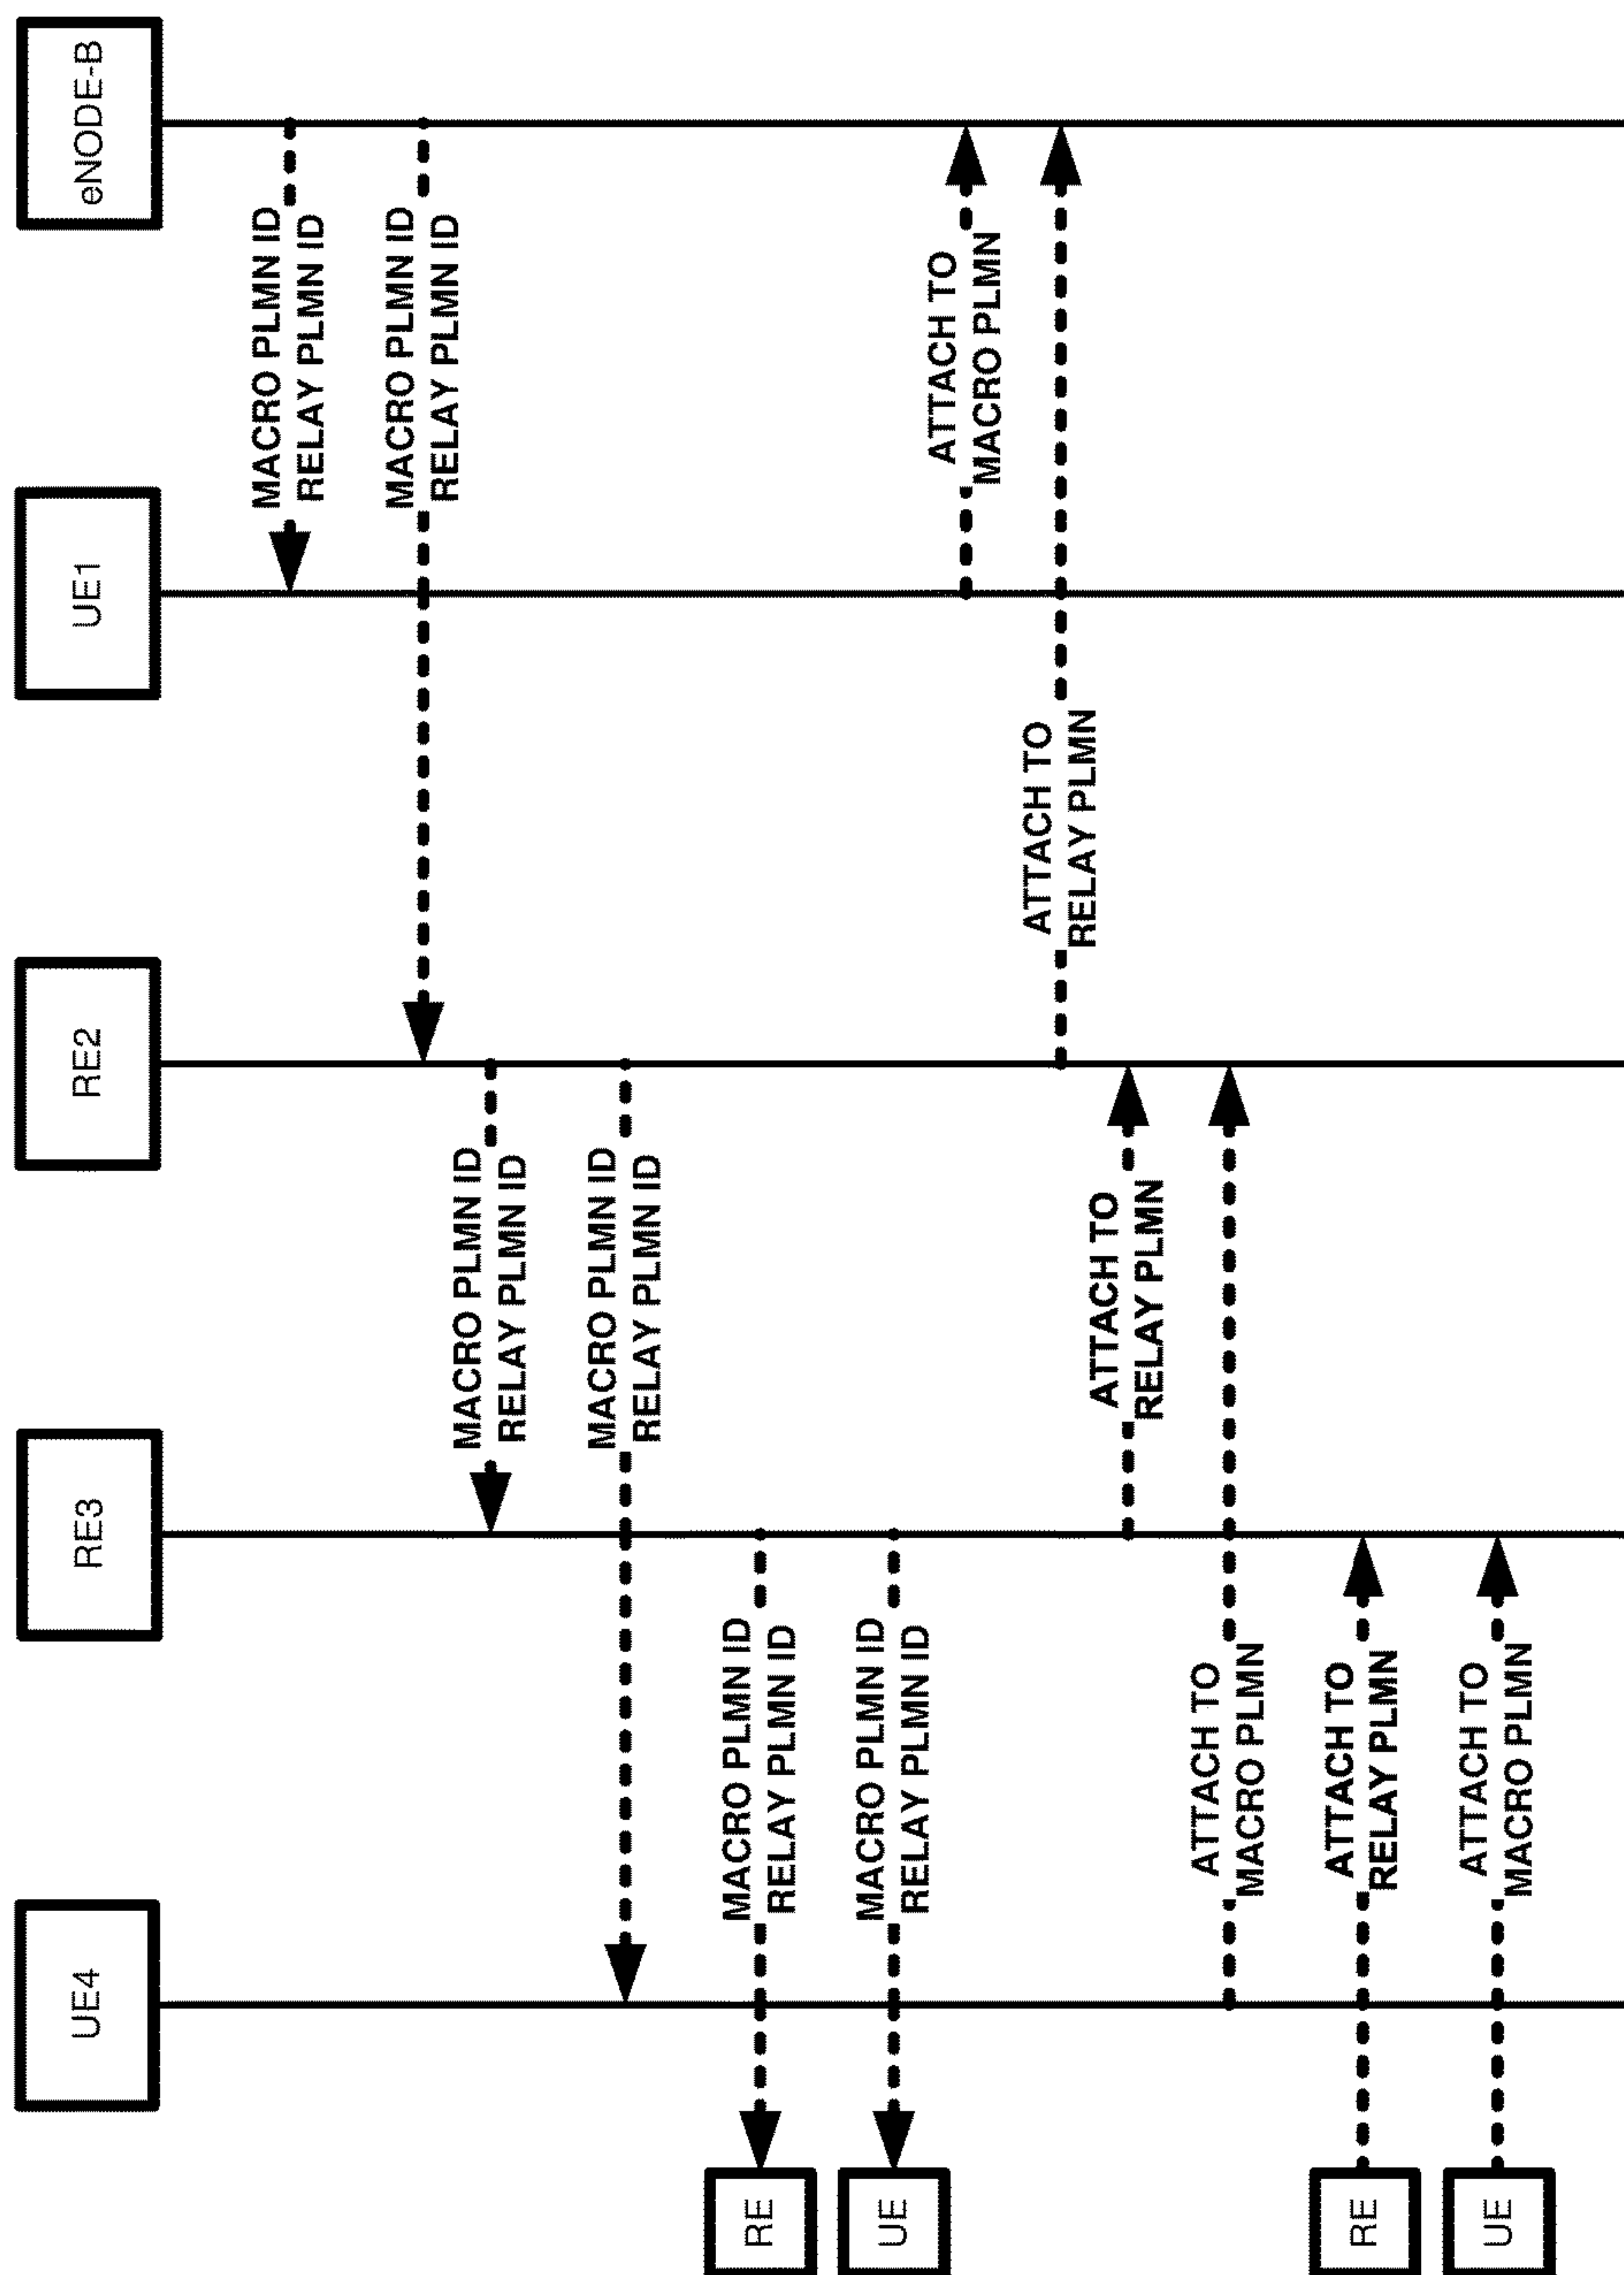 UE4
RE3
RE2
UE1
eNODE-B
MACRO PLMN ID
RELAY PLMN ID
MACRO PLMN ID
RELAY PLMN ID
MACRO PLMN ID
RELAY PLMN ID
MACRO PLMN ID
RELAY PLMN ID
RE
MACRO PLMN ID
RELAY PLMN ID
UE
MACRO PLMN ID
RELAY PLMN ID
ATTACH TO
MACRO PLMN
ATTACH TO
RELAY PLMN
ATTACH TO
RELAY PLMN
ATTACH TO
MACRO PLMN
RE
ATTACH TO
RELAY PLMN
UE
ATTACH TO
MACRO PLMN